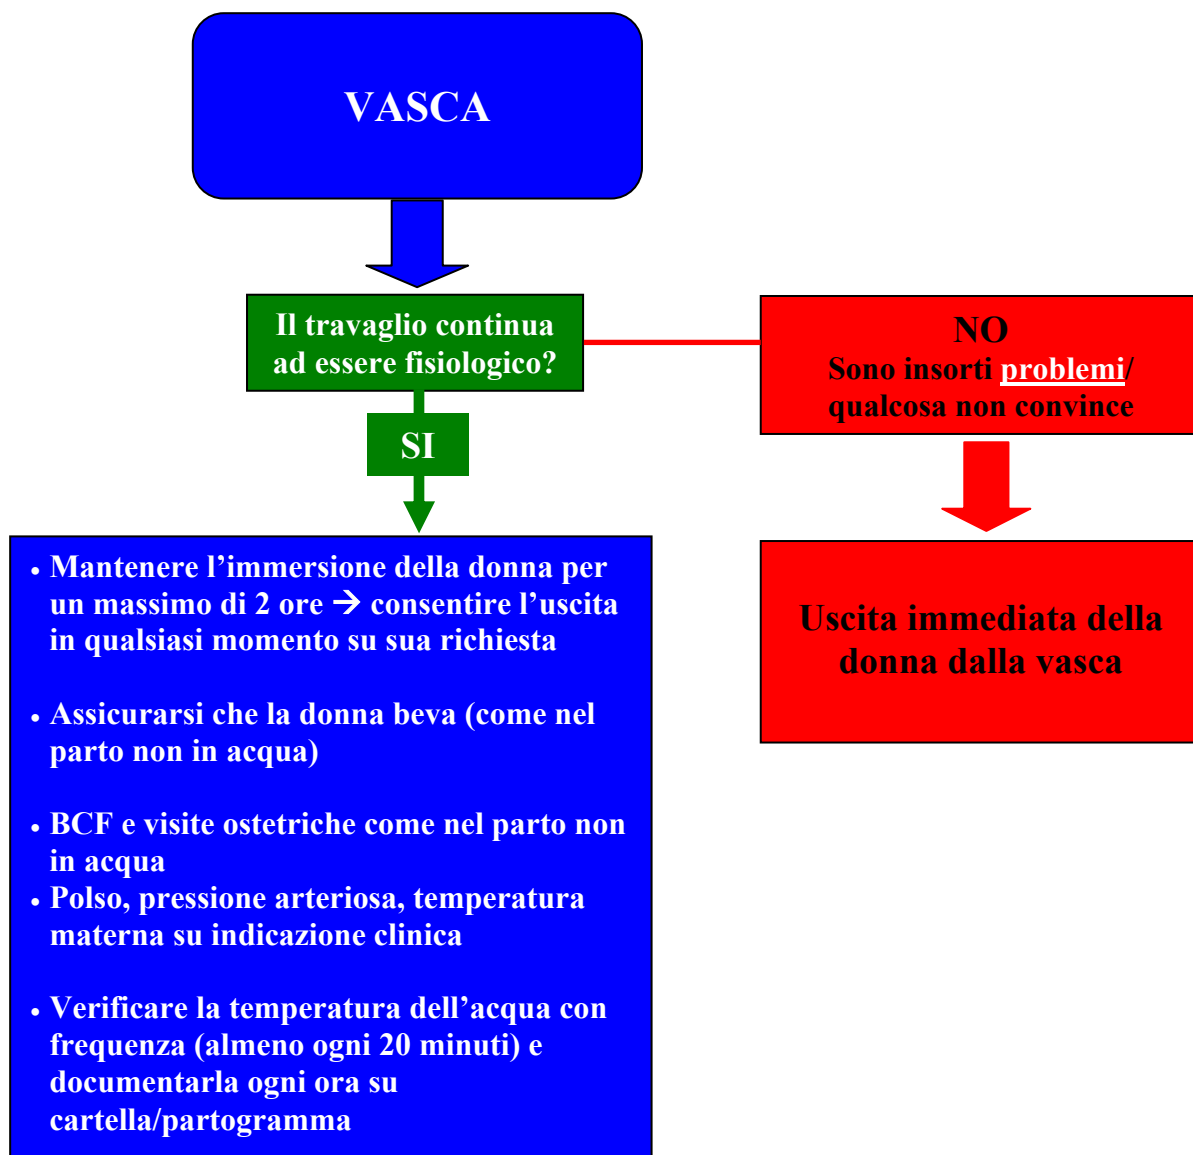 VASCA
Il travaglio continua
ad essere fisiologico?
NO
Sono insorti problemi/
qualcosa non convince
SI
• Mantenere l’immersione della donna per
un massimo di 2 ore → consentire l’uscita
in qualsiasi momento su sua richiesta
• Assicurarsi che la donna beva (come nel
parto non in acqua)
• BCF e visite ostetriche come nel parto non
in acqua
• Polso, pressione arteriosa, temperatura
materna su indicazione clinica
• Verificare la temperatura dell’acqua con
frequenza (almeno ogni 20 minuti) e
documentarla ogni ora su
cartella/partogramma
Uscita immediata della
donna dalla vasca